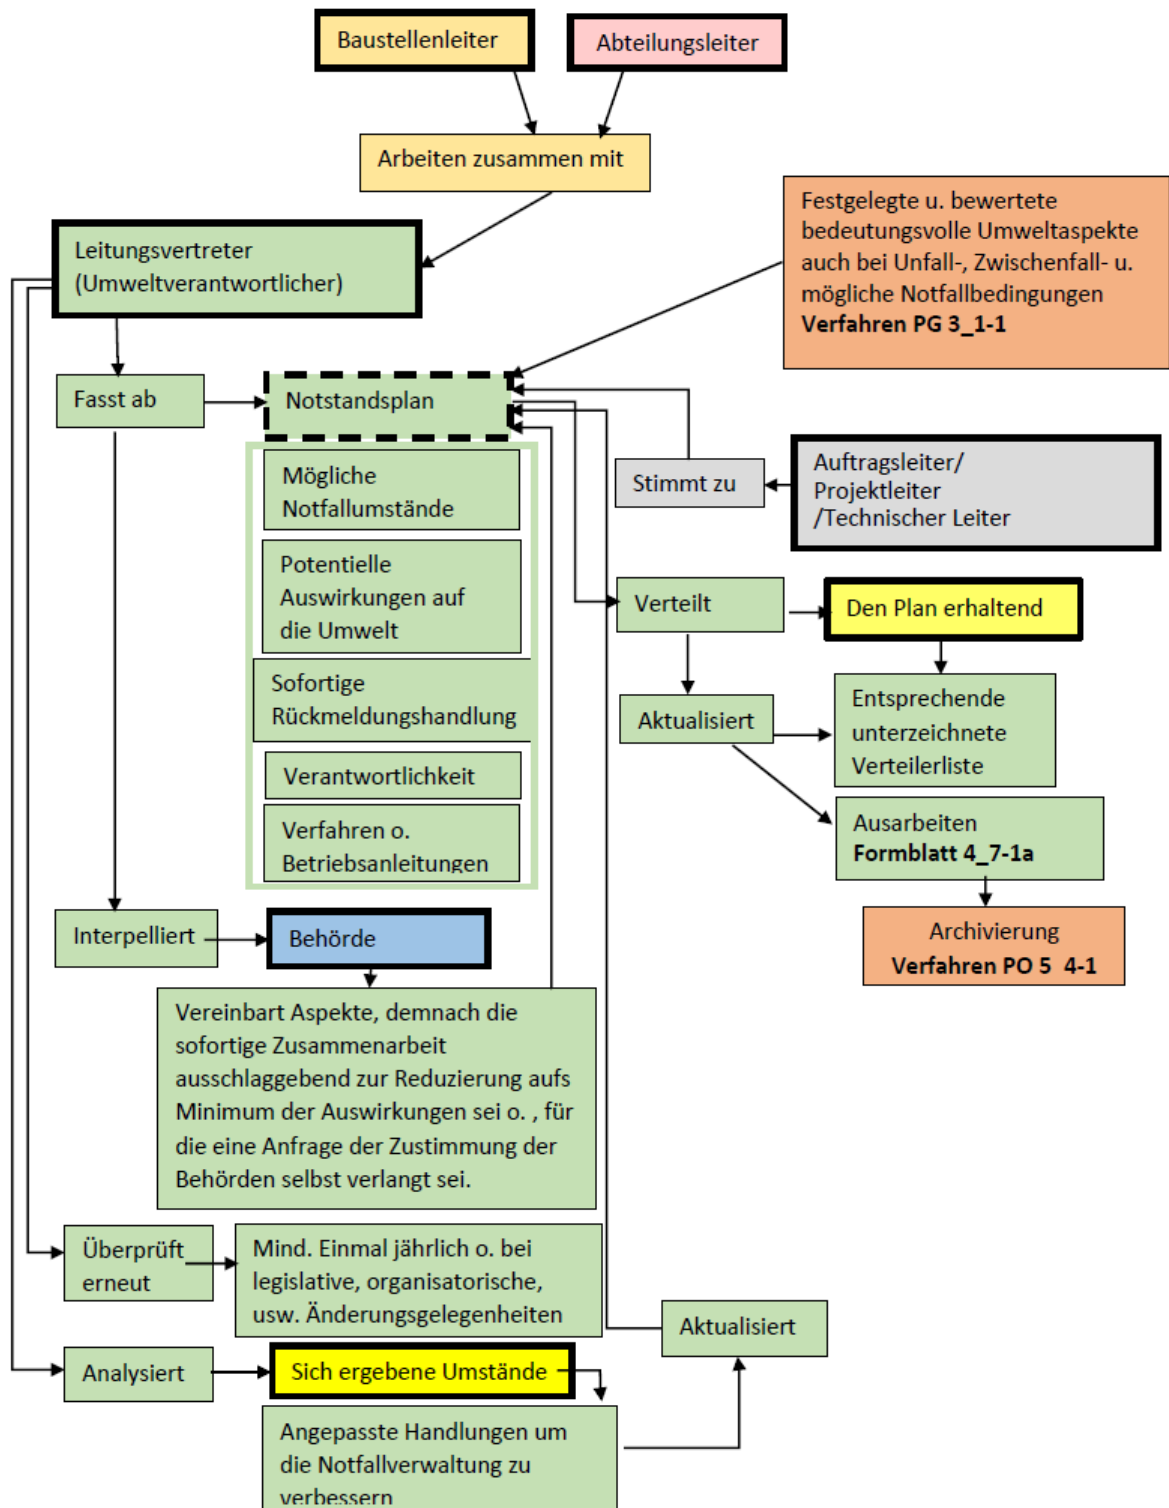 Baustellenleiter
Abteilungsleiter
Arbeiten zusammen mit
Leitungsvertreter
(Umweltverantwortlicher)
Festgelegte u. bewertete
bedeutungsvolle Umweltaspekte
auch bei Unfall-, Zwischenfall- u.
mögliche Notfallbedingungen
Verfahren PG 3_1-1
Fasst ab
Notstandsplan
Mögliche
Notfallumstände
Potentielle
Auswirkungen auf
die Umwelt
Sofortige
Rückmeldungshandlung
Verantwortlichkeit
Verfahren o.
Betriebsanleitungen
Stimmt zu
Auftragsleiter/
Projektleiter
/Technischer Leiter
Verteilt
Den Plan erhaltend
Aktualisiert
Entsprechende
unterzeichnete
Verteilerliste
Ausarbeiten
Formblatt 4_7-1a
Archivierung
Verfahren PO 5 4-1
Interpelliert
Behörde
Vereinbart Aspekte, demnach die
sofortige Zusammenarbeit
ausschlaggebend zur Reduzierung aufs
Minimum der Auswirkungen sei o. , für
die eine Anfrage der Zustimmung der
Behörden selbst verlangt sei.
Überprüft
erneut
Mind. Einmal jährlich o. bei
legislative, organisatorische,
usw. Änderungsgelegenheiten
Aktualisiert
Analysiert
Sich ergebene Umstände
Angepasste Handlungen um
die Notfallverwaltung zu
verbessern